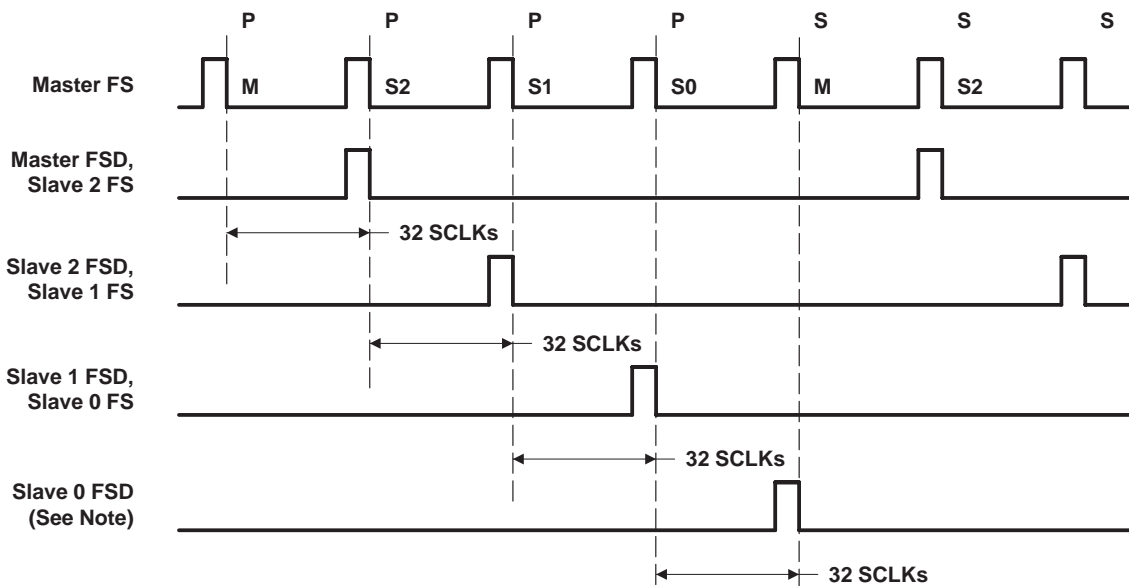 P P P P S S S
Master FS
M S2 S1 S0 M S2
Master FSD,
Slave 2 FS
32 SCLKs
Slave 2 FSD,
Slave 1 FS
32 SCLKs
Slave 1 FSD,
Slave 0 FS
32 SCLKs
Slave 0 FSD
(See Note)
32 SCLKs